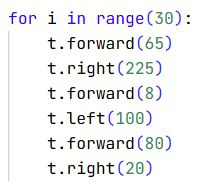 for i in range(30):
    t.forward(65)
    t.right(225)
    t.forward(8)
    t.left(100)
    t.forward(80)
    t.right(20)